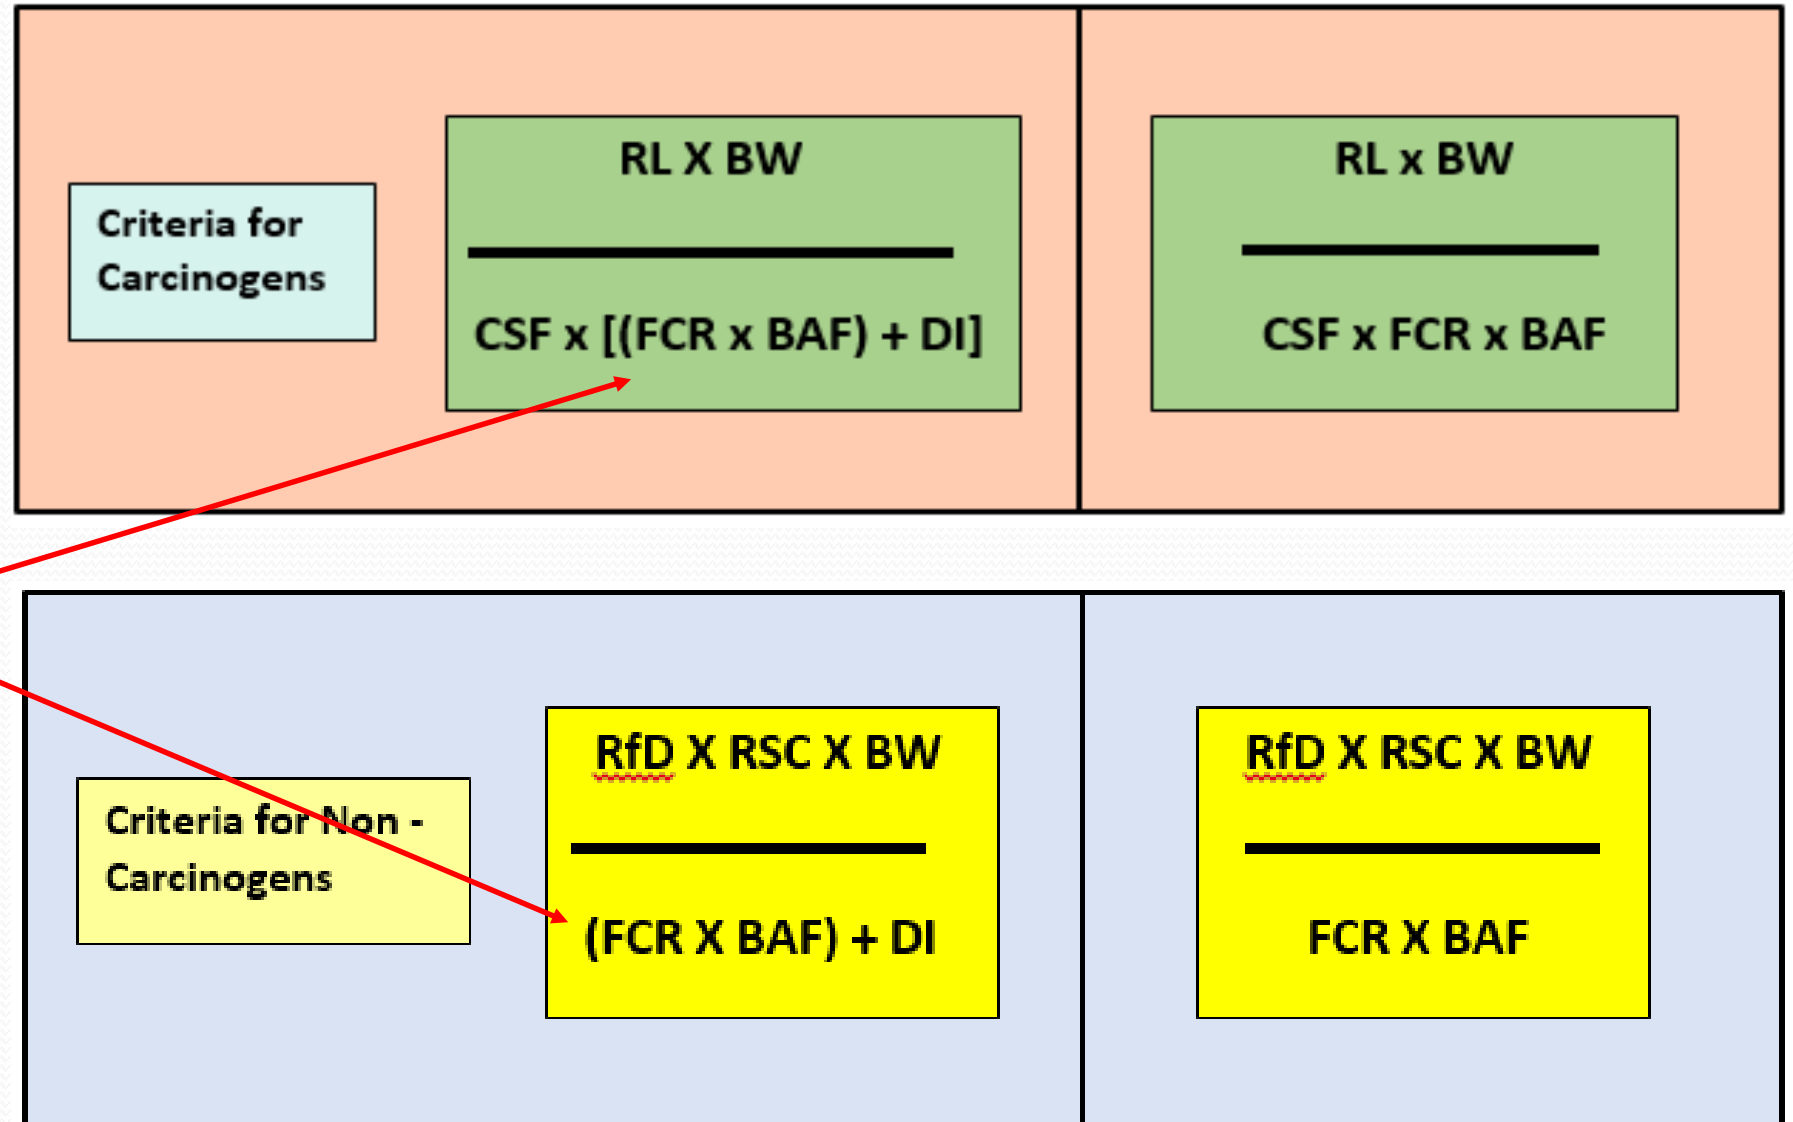 Criteria for
Carcinogens
RL X BW
CSF x [(FCR x BAF) + DI]
RL x BW
CSF x FCR x BAF
Criteria for Non -
Carcinogens
RfD X RSC X BW
(FCR X BAF) + DI
RfD X RSC X BW
FCR X BAF